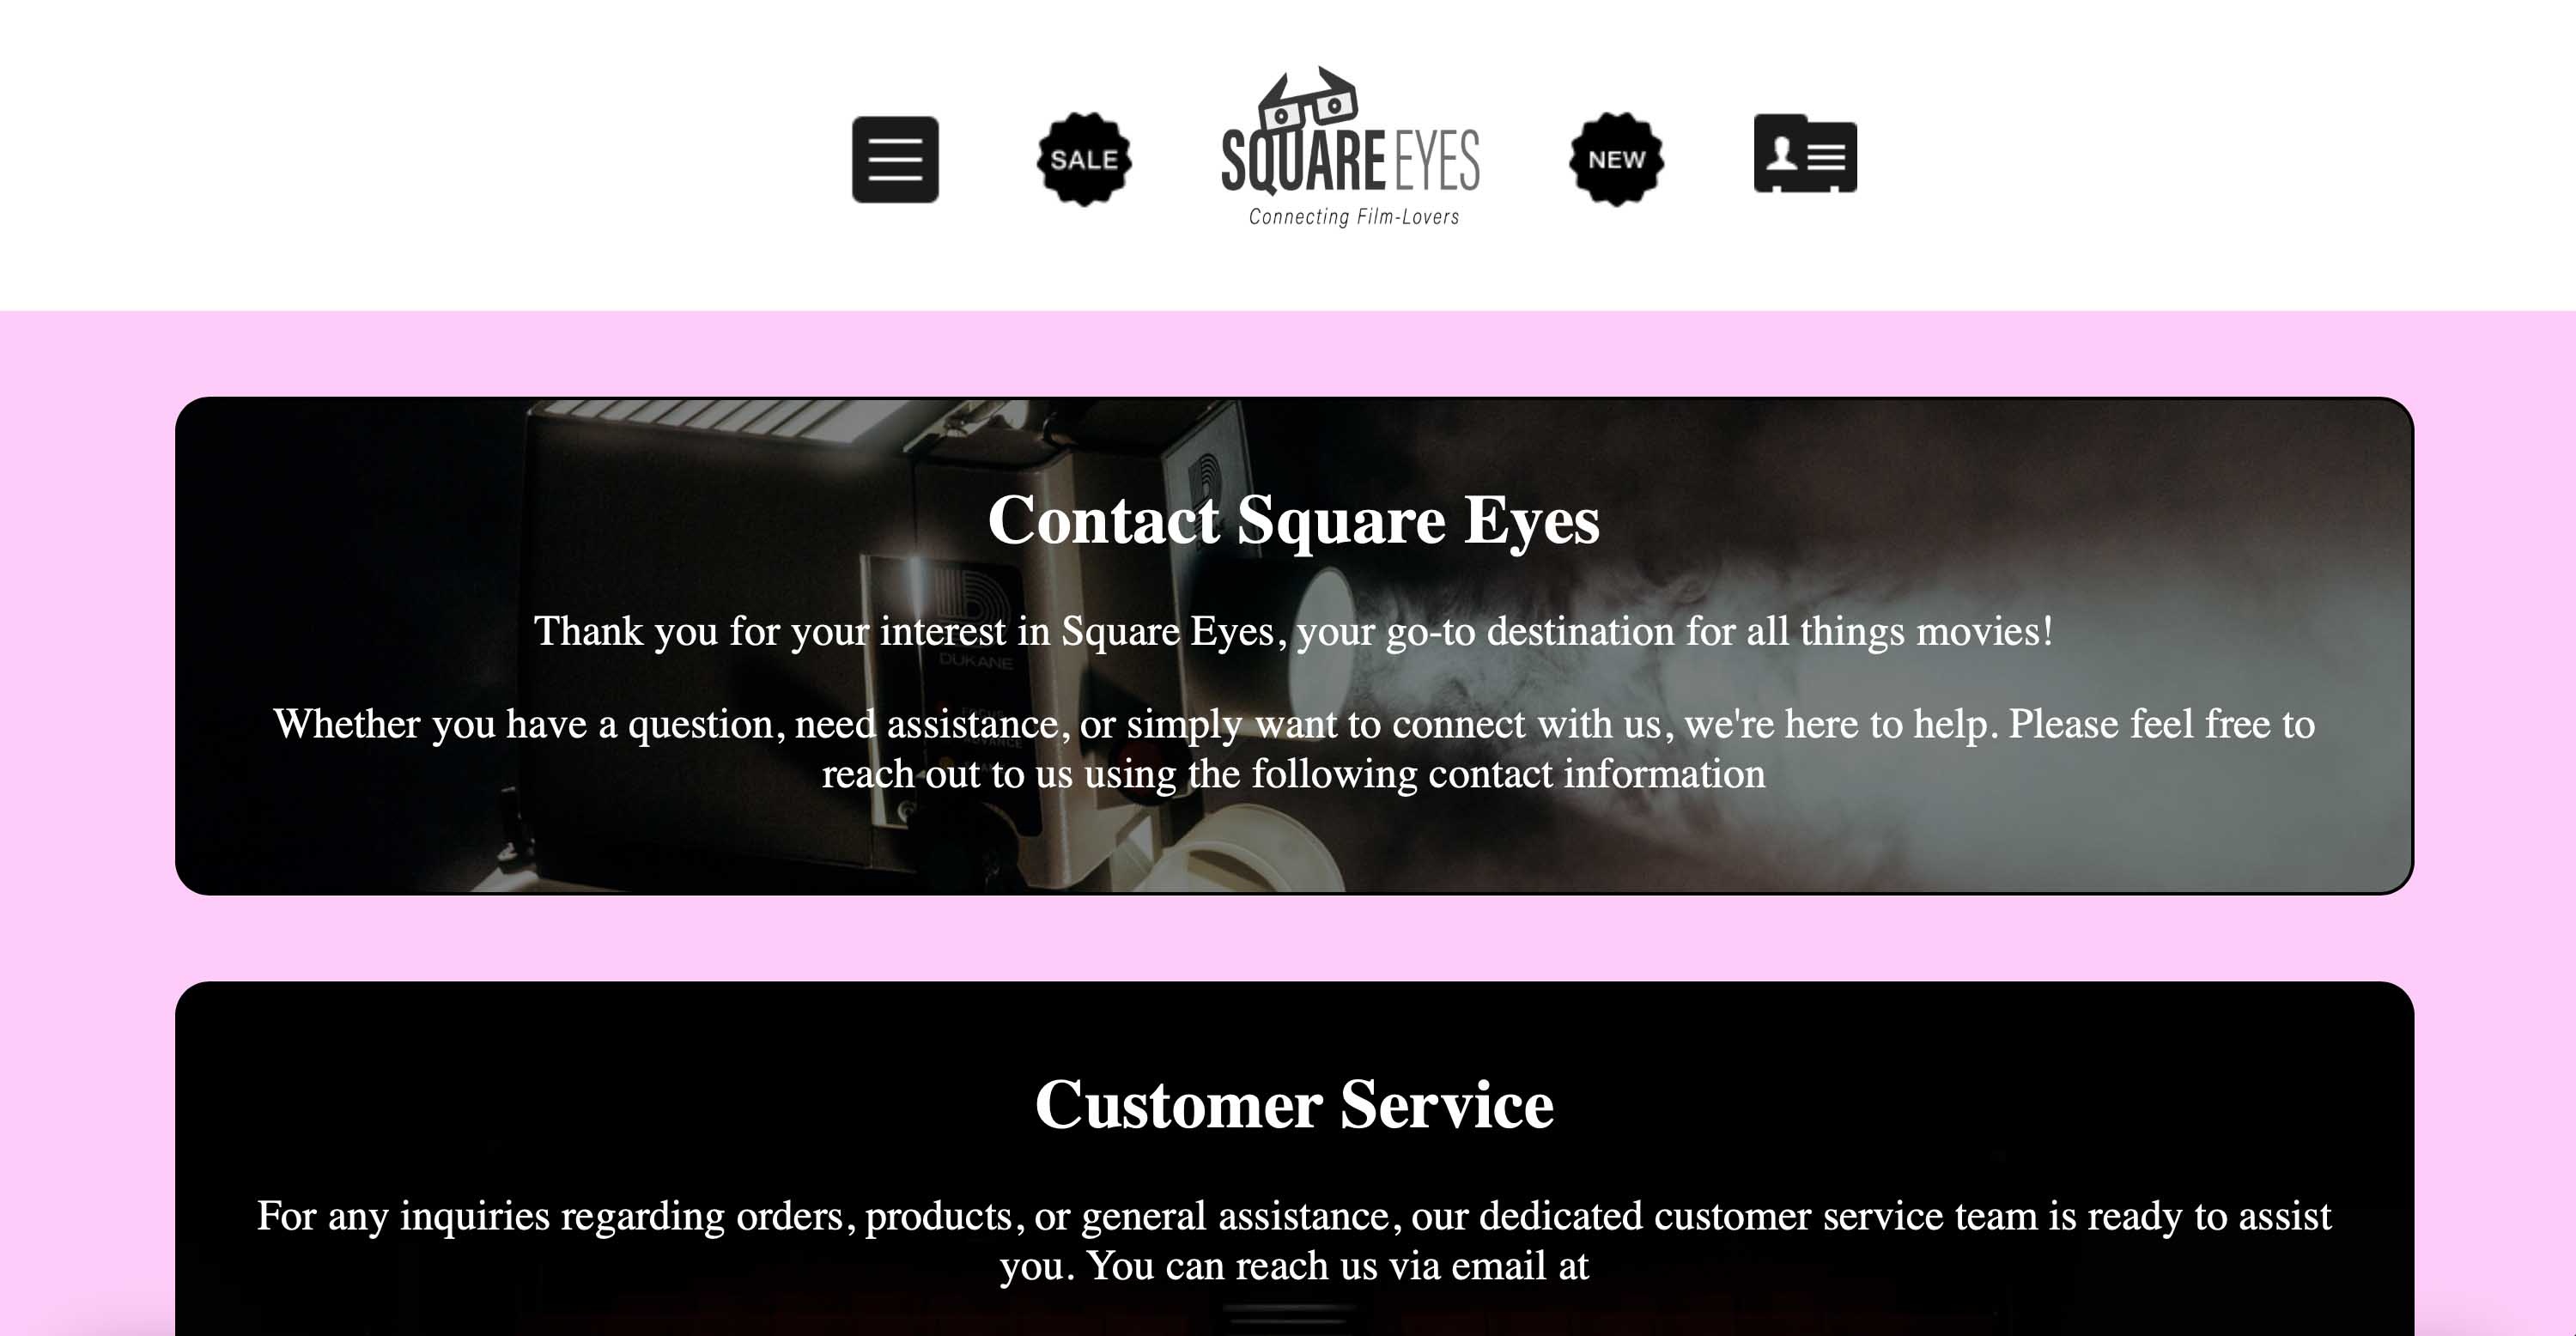 SALE
SQUARE EYES
Connecting Film-Lovers
NEW
Contact Square Eyes
Thank you for your interest in Square Eyes, your go-to destination for all things movies!
DUKANE
Whether you have a question, need assistance, or simply want to connect with us, we're here to help. Please feel free to
reach out to us using the following contact information
Customer Service
For any inquiries regarding orders, products, or general assistance, our dedicated customer service team is ready to assist
you. You can reach us via email at